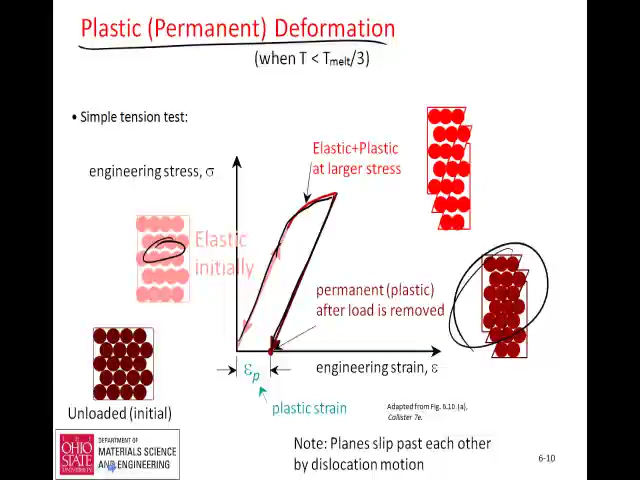 Plastic (Permanent) Deformation
(when T < Tmelt/3)
• Simple tension test:
engineering stress, σ
Elastic+Plastic
at larger stress
Elastic
initially
permanent (plastic)
after load is removed
εp
engineering strain, ε
plastic strain
Unloaded (initial)
Adapted from Fig. 6.10 (a),
Callister 7e.
THE
OHIO
STATE
UNIVERSITY
DEPARTMENT OF
MATERIALS SCIENCE
AND ENGINEERING
Note: Planes slip past each other
by dislocation motion
6-10